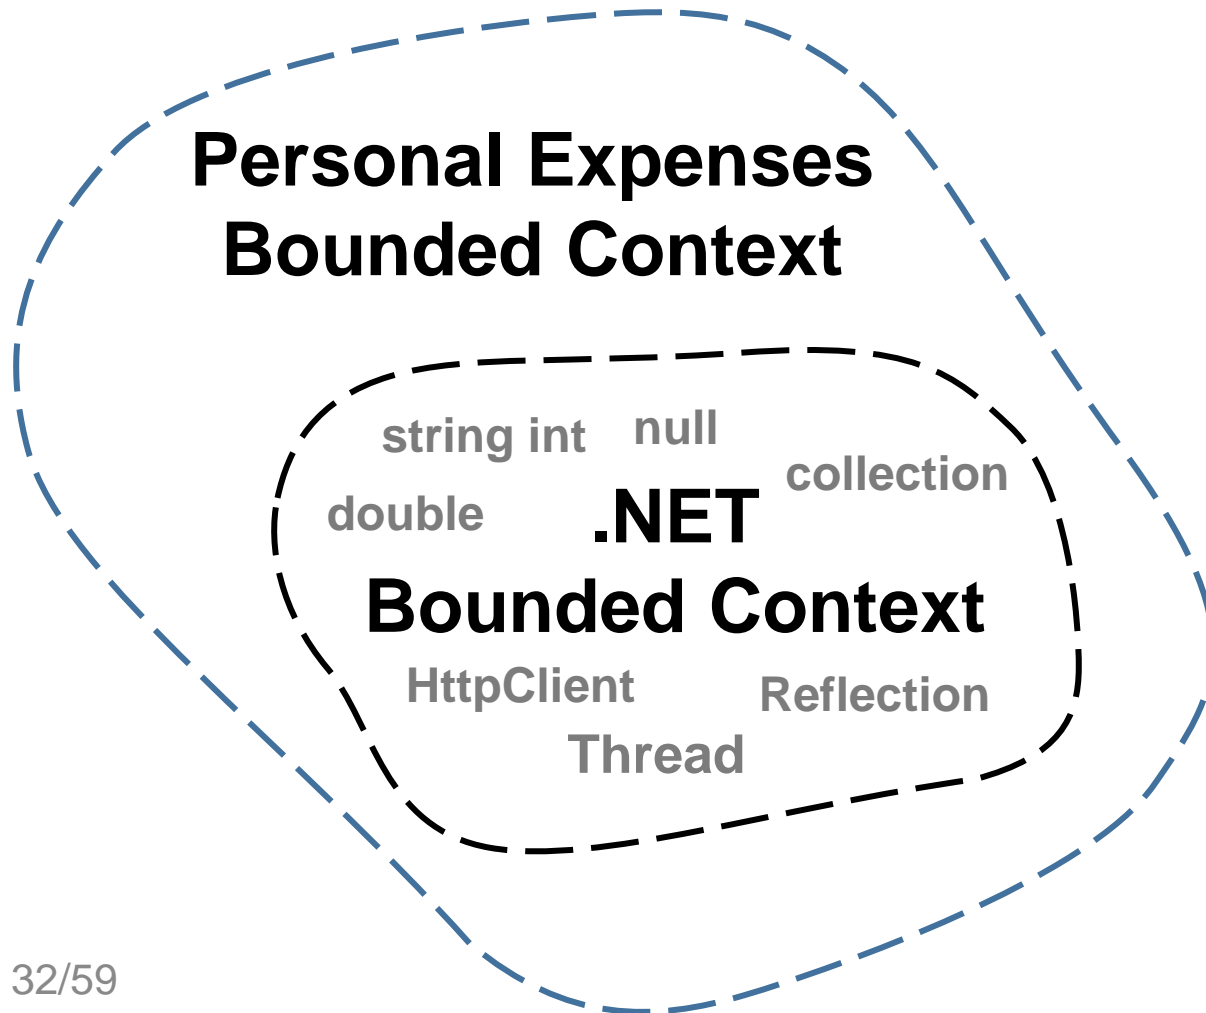 Personal Expenses
Bounded Context
string int null
collection
double
.NET
Bounded Context
HttpClient
Reflection
Thread
32/59